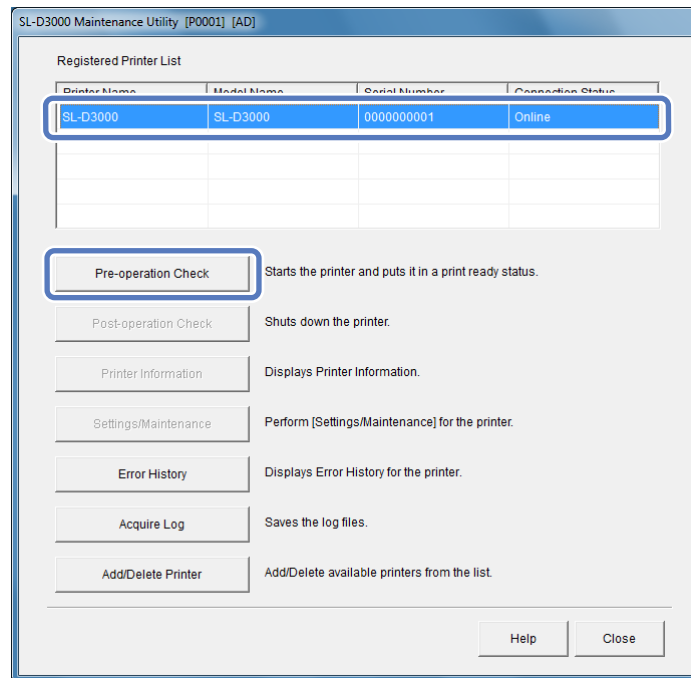 SL-D3000 Maintenance Utility [P0001] [AD]
Registered Printer List
Printer Name Model Name Serial Number Connection Status
SL-D3000 SL-D3000 0000000001 Online
Pre-operation Check Starts the printer and puts it in a print ready status.
Post-operation Check Shuts down the printer.
Printer Information Displays Printer Information.
Settings/Maintenance Perform [Settings/Maintenance] for the printer.
Error History Displays Error History for the printer.
Acquire Log Saves the log files.
Add/Delete Printer Add/Delete available printers from the list.
Help Close